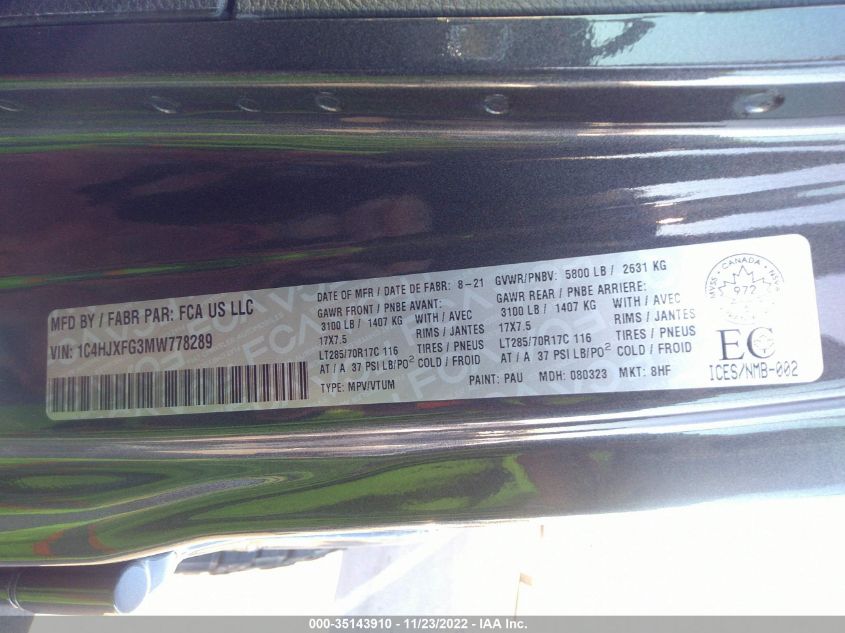 MFD BY / FABR PAR: FCA US LLC
VIN: 1C4HJXFG3MW778289
DATE OF MFR / DATE DE FABR: 8-21
GAWR FRONT / PNBE AVANT:
3100 LB / 1407 KG WITH / AVEC
17X7.5 RIMS / JANTES
LT285/70R17C 116 TIRES / PNEUS
AT / A 37 PSI LB/PO² COLD / FROID
TYPE: MPV/VTUM
GVWR/PNBV: 5800 LB / 2631 KG
GAWR REAR / PNBE ARRIERE:
3100 LB / 1407 KG WITH / AVEC
17X7.5 RIMS / JANTES
LT285/70R17C 116 TIRES / PNEUS
AT / A 37 PSI LB/PO² COLD / FROID
PAINT: PAU MDH: 080323 MKT: 8HF
MVSS · CANADA · NSVA
972
EC
ICES/NMB-002
000-35143910 - 11/23/2022 - IAA Inc.